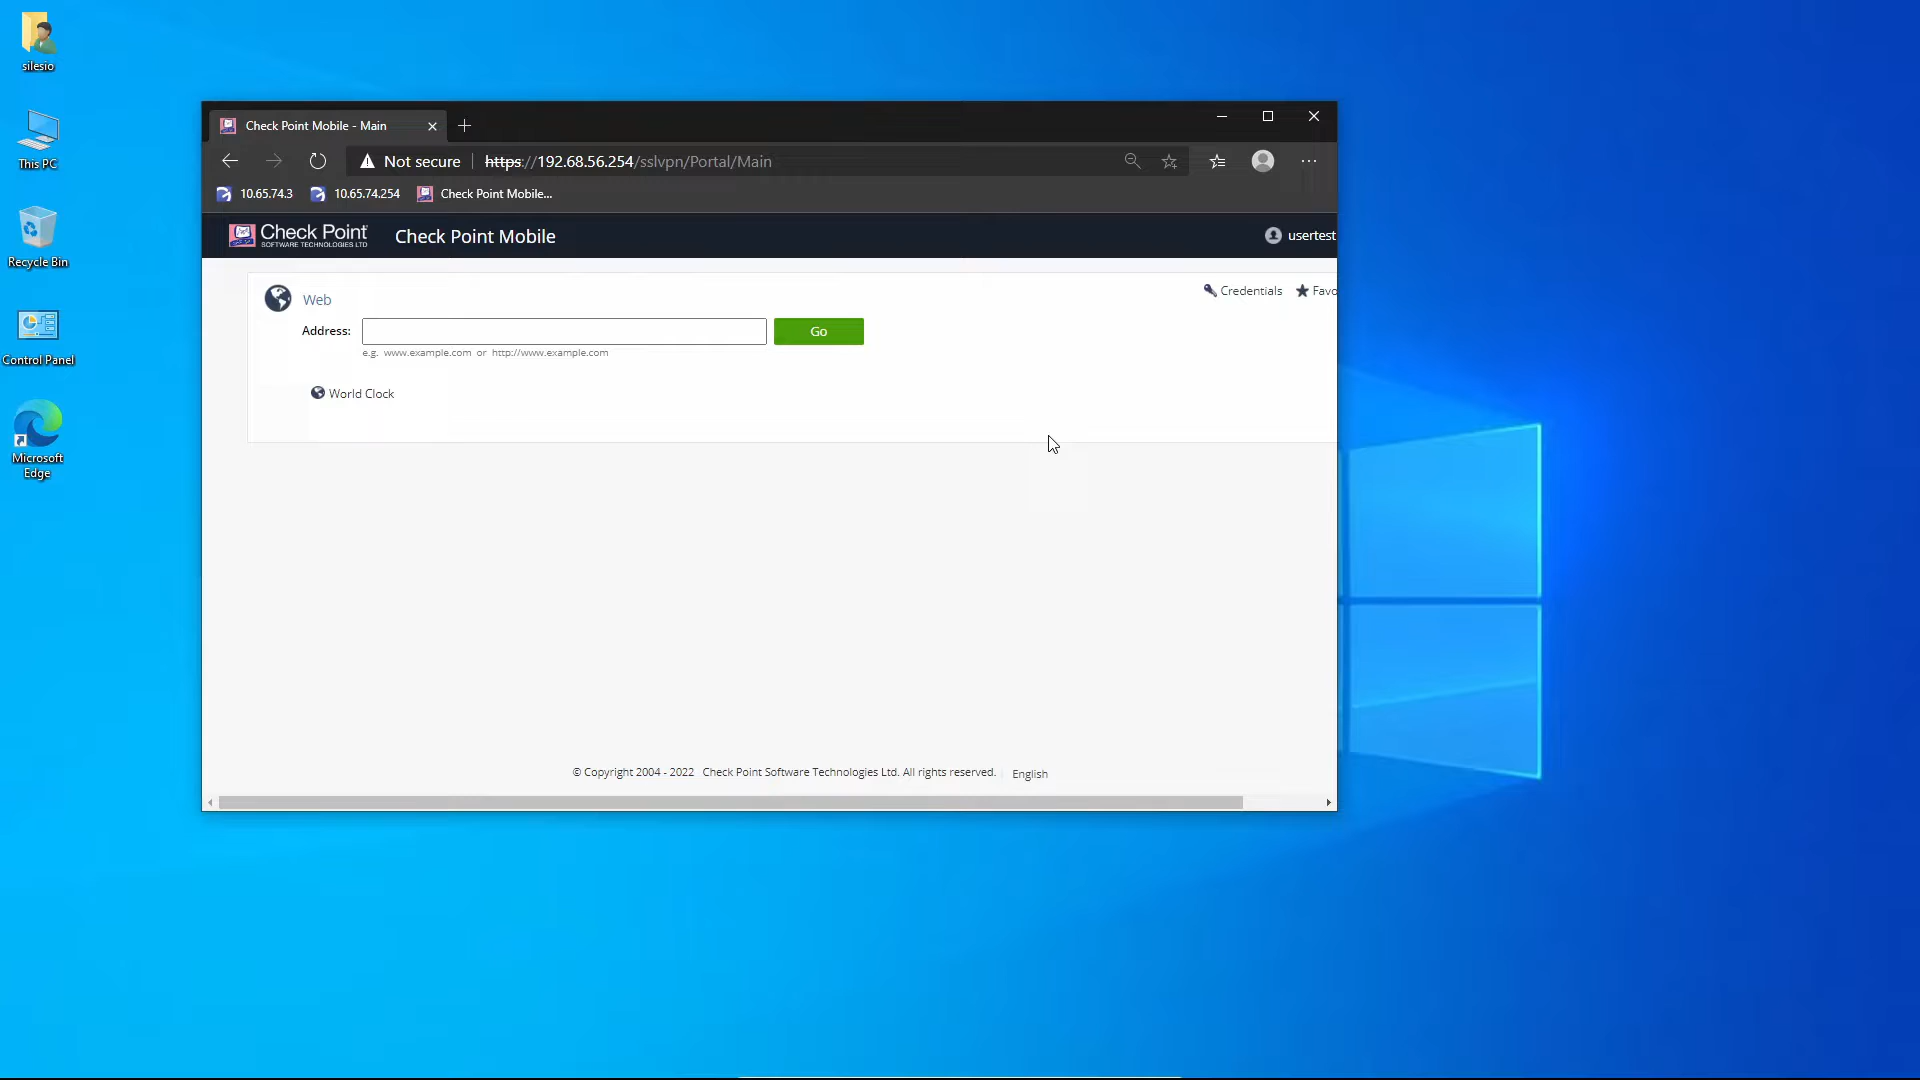 silesio
This PC
Recycle Bin
Control Panel
Microsoft
Edge
Check Point Mobile - Main
Not secure
https://192.68.56.254/sslvpn/Portal/Main
10.65.74.3
10.65.74.254
Check Point Mobile...
Check Point
SOFTWARE TECHNOLOGIES LTD
Check Point Mobile
usertest
Web
Credentials
Favo
Address:
Go
e.g. www.example.com or http://www.example.com
World Clock
© Copyright 2004 - 2022 Check Point Software Technologies Ltd. All rights reserved.
English